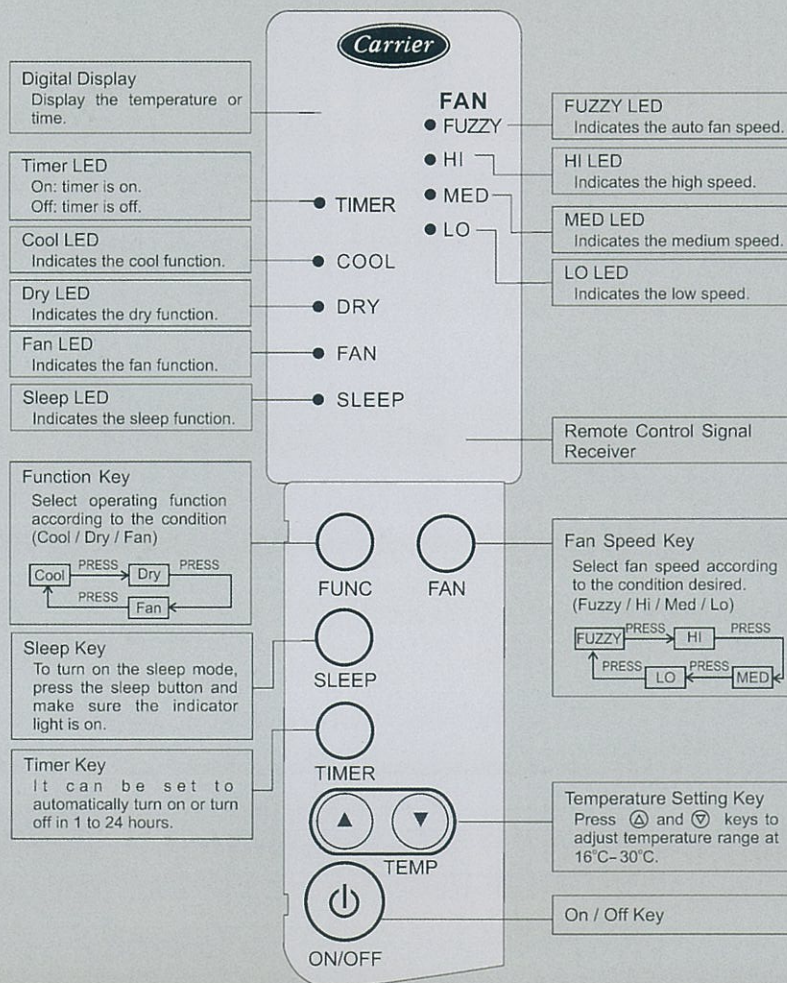 Carrier
Digital Display
Display the temperature or
time.
Timer LED
On: timer is on.
Off: timer is off.
Cool LED
Indicates the cool function.
Dry LED
Indicates the dry function.
Fan LED
Indicates the fan function.
Sleep LED
Indicates the sleep function.
FAN
FUZZY
HI
MED
LO
TIMER
COOL
DRY
FAN
SLEEP
FUZZY LED
Indicates the auto fan speed.
HI LED
Indicates the high speed.
MED LED
Indicates the medium speed.
LO LED
Indicates the low speed.
Remote Control Signal
Receiver
Function Key
Select operating function
according to the condition
(Cool / Dry / Fan)
Cool PRESS Dry PRESS
PRESS Fan
Sleep Key
To turn on the sleep mode,
press the sleep button and
make sure the indicator
light is on.
Timer Key
It can be set to
automatically turn on or turn
off in 1 to 24 hours.
FUNC FAN
SLEEP
TIMER
TEMP
ON/OFF
Fan Speed Key
Select fan speed according
to the condition desired.
(Fuzzy / Hi / Med / Lo)
FUZZY PRESS HI PRESS
PRESS LO PRESS MED
Temperature Setting Key
Press △ and ▽ keys to
adjust temperature range at
16°C–30°C.
On / Off Key